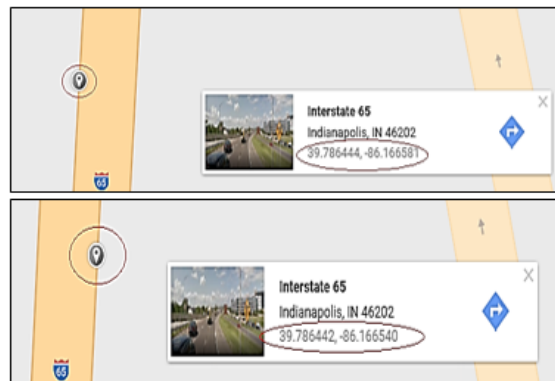 Interstate 65
Indianapolis, IN 46202
39.786444, -86.166581
65
Interstate 65
Indianapolis, IN 46202
39.786442, -86.166540
65